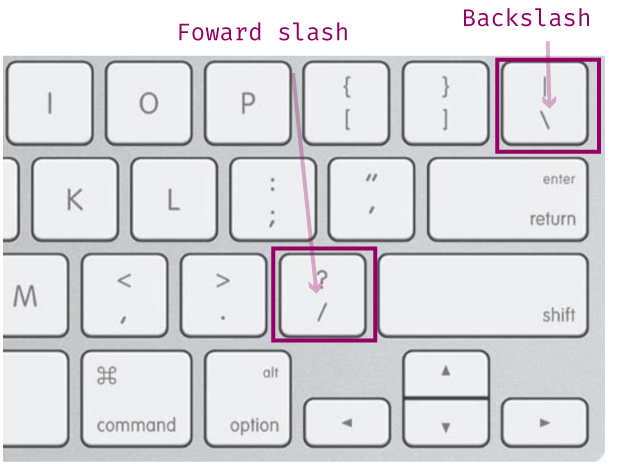 Backslash
Foward slash
I O P { } |
[ ] \
K L : " enter
; ' return
M < > ?
, . / shift
⌘ alt
command option
▲
◄ ▼ ►